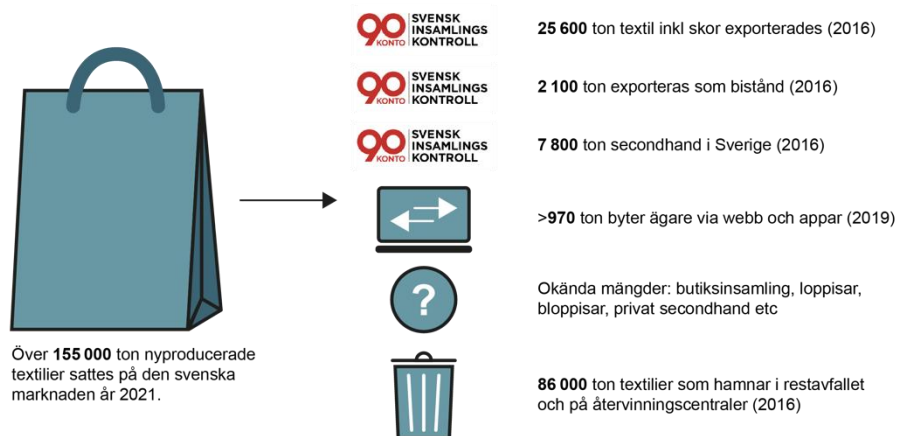 90 KONTO SVENSK INSAMLINGS KONTROLL
25 600 ton textil inkl skor exporterades (2016)
90 KONTO SVENSK INSAMLINGS KONTROLL
2 100 ton exporteras som bistånd (2016)
90 KONTO SVENSK INSAMLINGS KONTROLL
7 800 ton secondhand i Sverige (2016)
>970 ton byter ägare via webb och appar (2019)
?
Okända mängder: butiksinsamling, loppisar,
bloppisar, privat secondhand etc
Över 155 000 ton nyproducerade
textilier sattes på den svenska
marknaden år 2021.
86 000 ton textilier som hamnar i restavfallet
och på återvinningscentraler (2016)